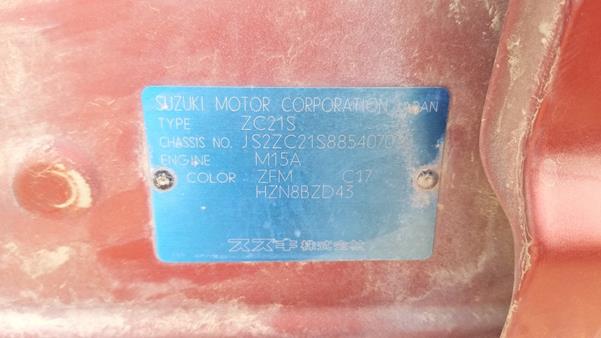 SUZUKI MOTOR CORPORATION JAPAN
TYPE ZC21S
CHASSIS NO.
ENGINE M15A
COLOR ZFM C17
HZN8BZD43
スズキ株式会社